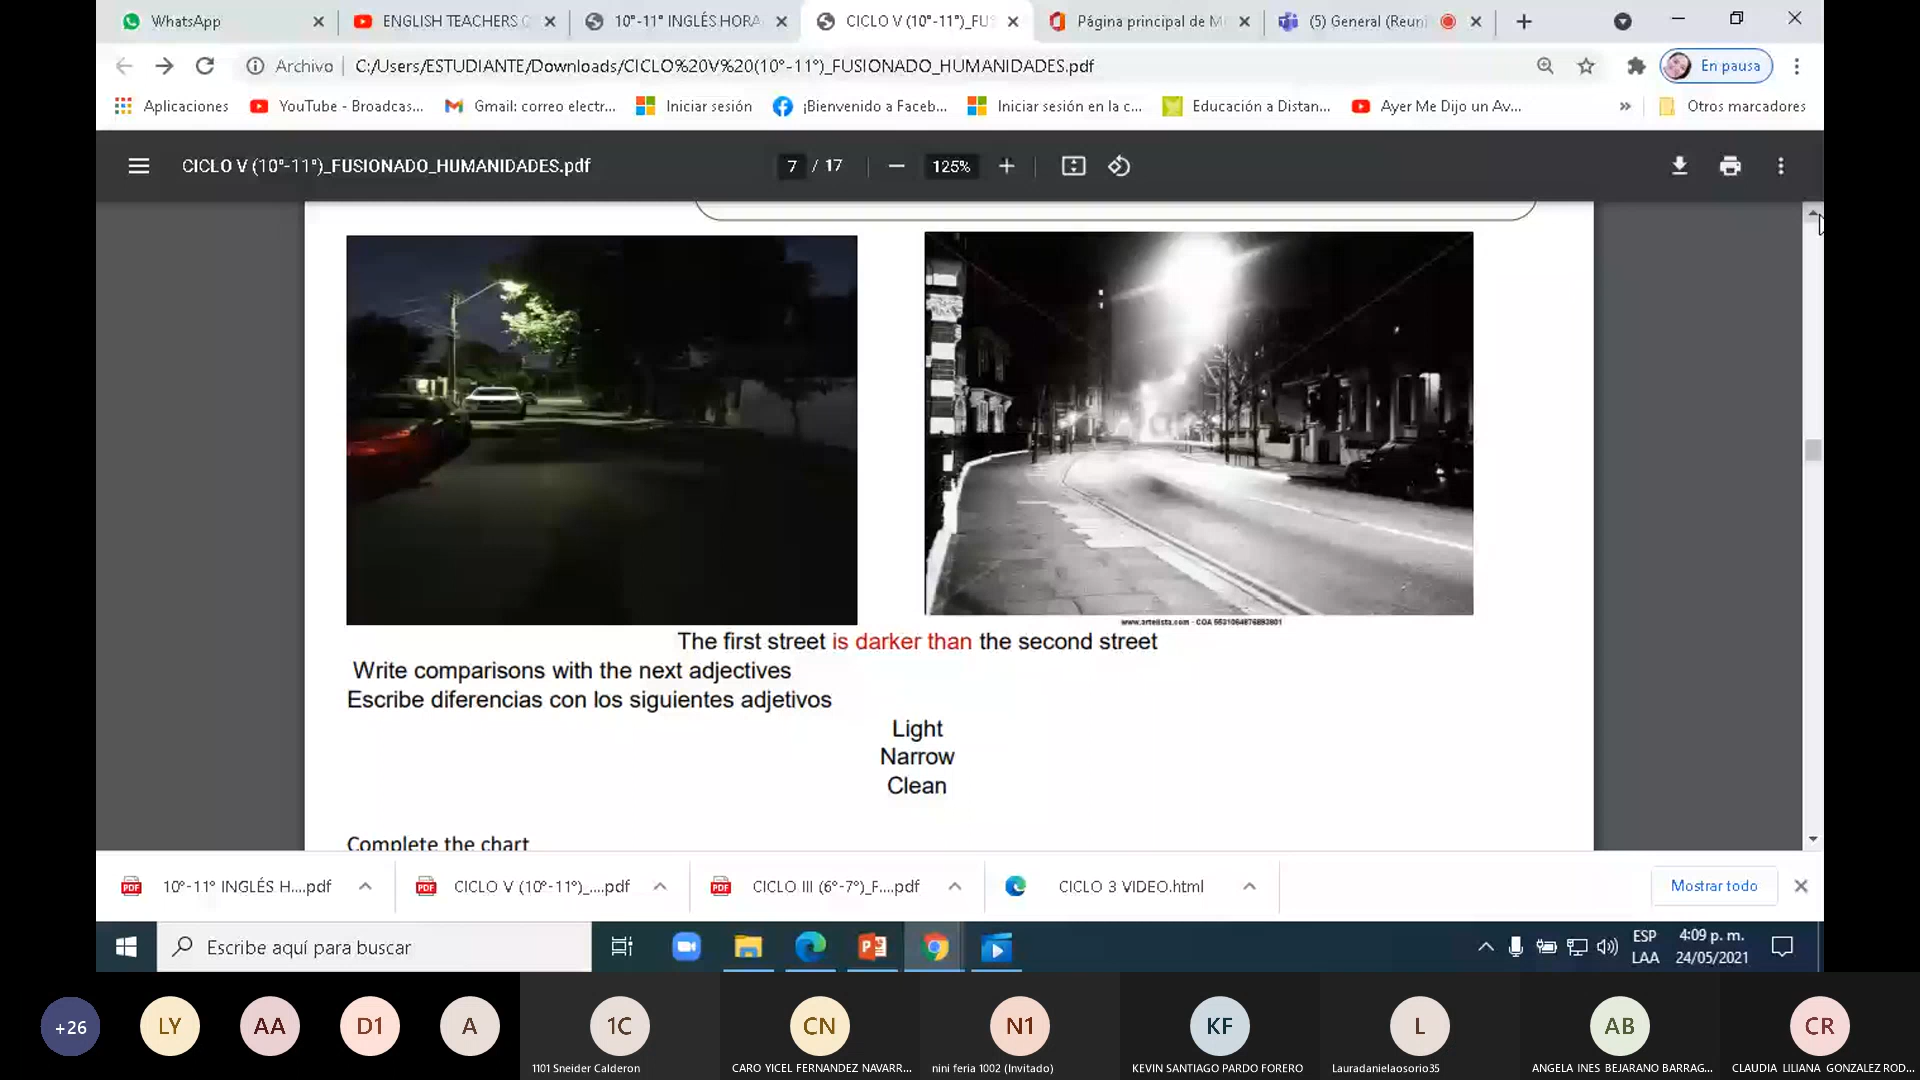 WhatsApp
ENGLISH TEACHERS
10°-11° INGLÉS HORA
CICLO V (10°-11°)_FUS
Página principal de M
(5) General (Reuni
Archivo
C:/Users/ESTUDIANTE/Downloads/CICLO%20V%20(10°-11°)_FUSIONADO_HUMANIDADES.pdf
En pausa
Aplicaciones
YouTube - Broadcas...
Gmail: correo electr...
Iniciar sesión
¡Bienvenido a Faceb...
Iniciar sesión en la c...
Educación a Distan...
Ayer Me Dijo un Av...
»
Otros marcadores
CICLO V (10°-11°)_FUSIONADO_HUMANIDADES.pdf
7 / 17
125%
The first street is darker than the second street
Write comparisons with the next adjectives
Escribe diferencias con los siguientes adjetivos
Light
Narrow
Clean
Complete the chart
10°-11° INGLÉS H....pdf
CICLO V (10°-11°)_....pdf
CICLO III (6°-7°)_F....pdf
CICLO 3 VIDEO.html
Mostrar todo
Escribe aquí para buscar
ESP
LAA
4:09 p. m.
24/05/2021
+26
LY
AA
D1
A
1C
CN
N1
KF
L
AB
CR
1101 Sneider Calderon
CARO YICEL FERNANDEZ NAVARR...
nini feria 1002 (Invitado)
KEVIN SANTIAGO PARDO FORERO
Lauradanielaosorio35
ANGELA INES BEJARANO BARRAG...
CLAUDIA LILIANA GONZALEZ ROD...